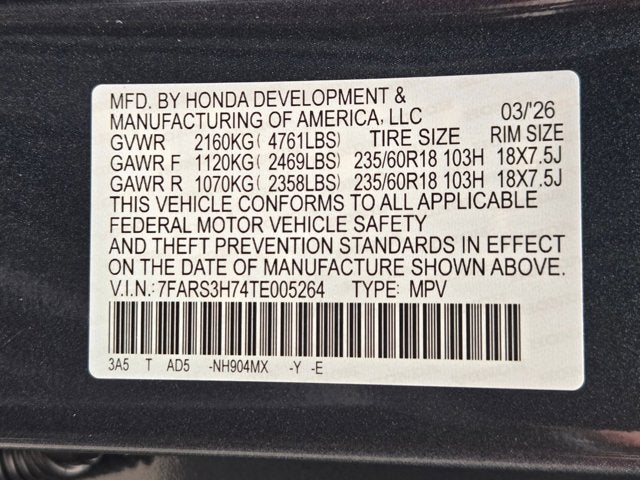 MFD. BY HONDA DEVELOPMENT &
MANUFACTURING OF AMERICA, LLC 03/'26
GVWR 2160KG( 4761LBS) TIRE SIZE RIM SIZE
GAWR F 1120KG( 2469LBS) 235/60R18 103H 18X7.5J
GAWR R 1070KG( 2358LBS) 235/60R18 103H 18X7.5J
THIS VEHICLE CONFORMS TO ALL APPLICABLE
FEDERAL MOTOR VEHICLE SAFETY
AND THEFT PREVENTION STANDARDS IN EFFECT
ON THE DATE OF MANUFACTURE SHOWN ABOVE.
V.I.N.:7FARS3H74TE005264 TYPE: MPV
3A5 T AD5 -NH904MX -Y -E